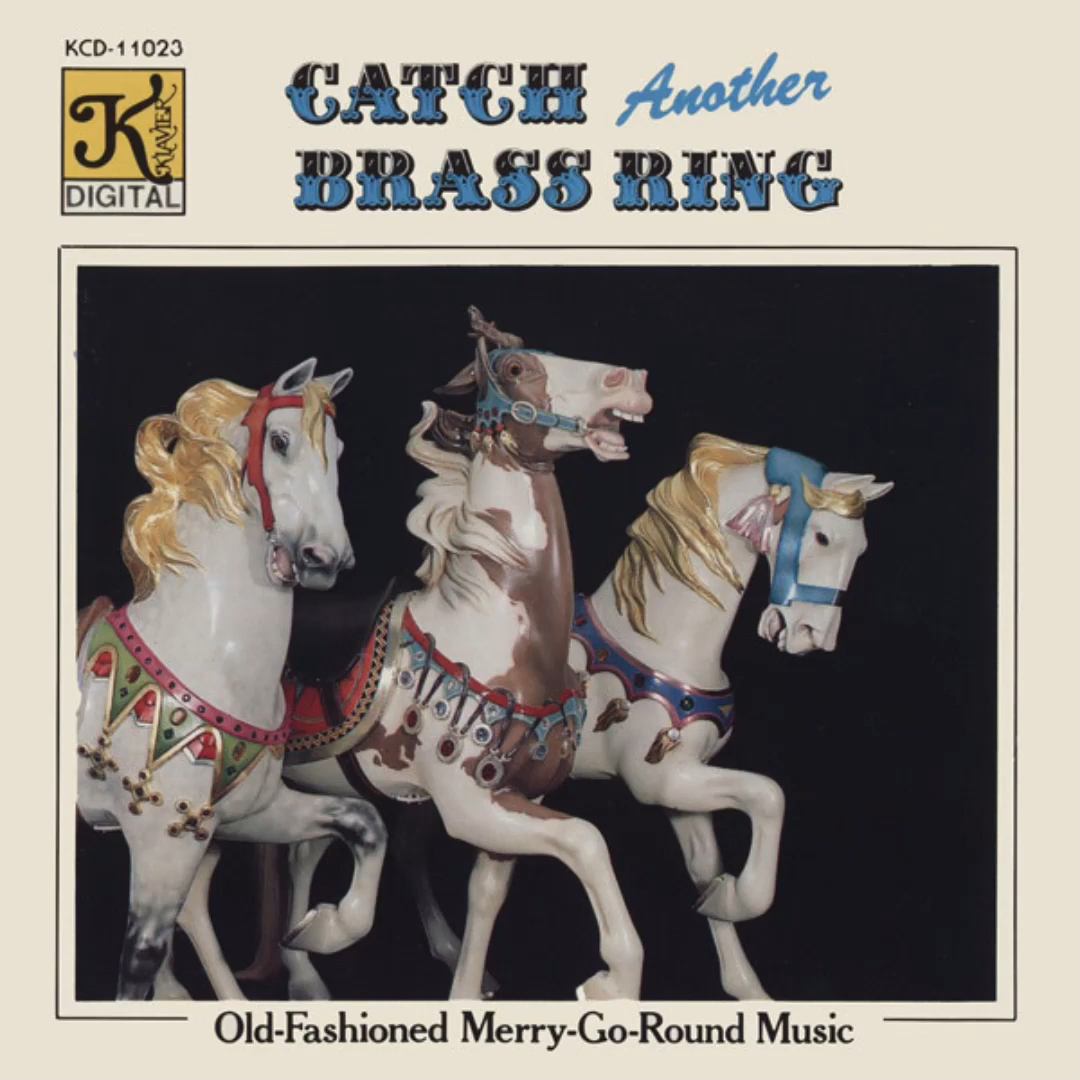 KCD-11023
K
KLAVIER
DIGITAL
CATCH Another
BRASS RING
Old-Fashioned Merry-Go-Round Music